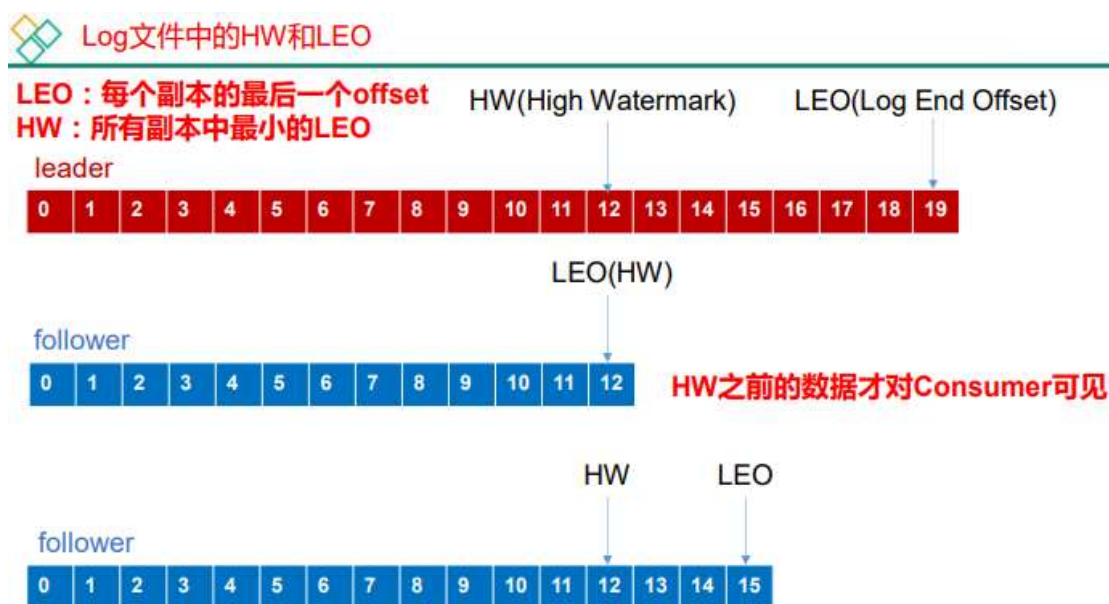 Log文件中的HW和LEO
LEO：每个副本的最后一个offset
HW：所有副本中最小的LEO
HW(High Watermark)
LEO(Log End Offset)
leader
0 1 2 3 4 5 6 7 8 9 10 11 12 13 14 15 16 17 18 19
LEO(HW)
follower
0 1 2 3 4 5 6 7 8 9 10 11 12
HW之前的数据才对Consumer可见
HW
LEO
follower
0 1 2 3 4 5 6 7 8 9 10 11 12 13 14 15